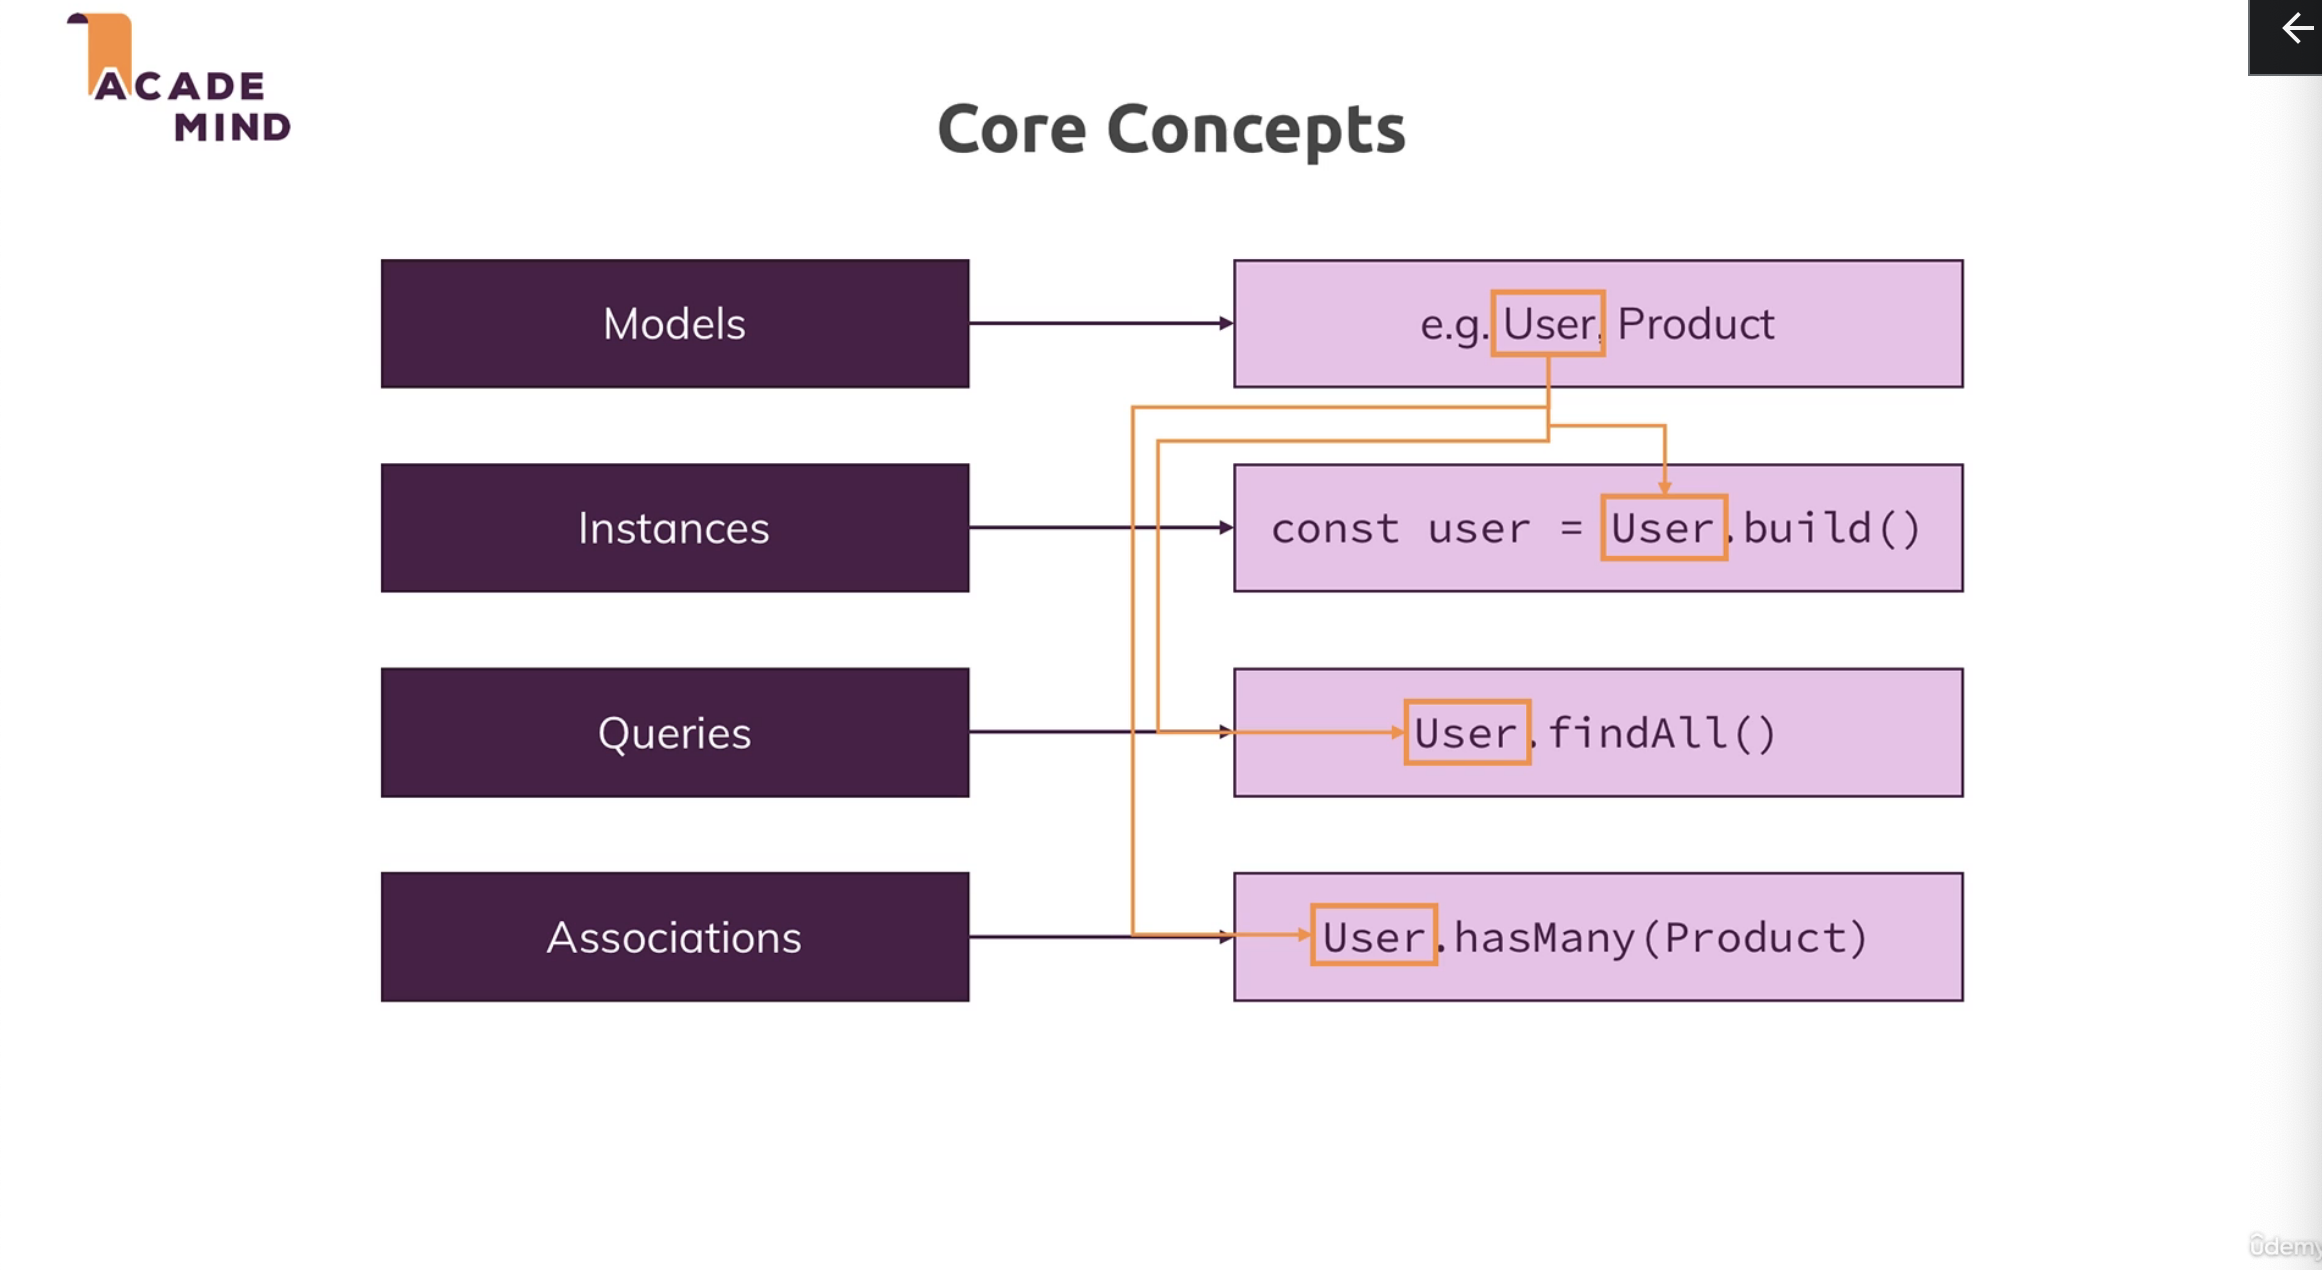 ACADE
MIND
Core Concepts
Models
e.g. User, Product
Instances
const user = User.build()
Queries
User.findAll()
Associations
User.hasMany(Product)
ûdemy